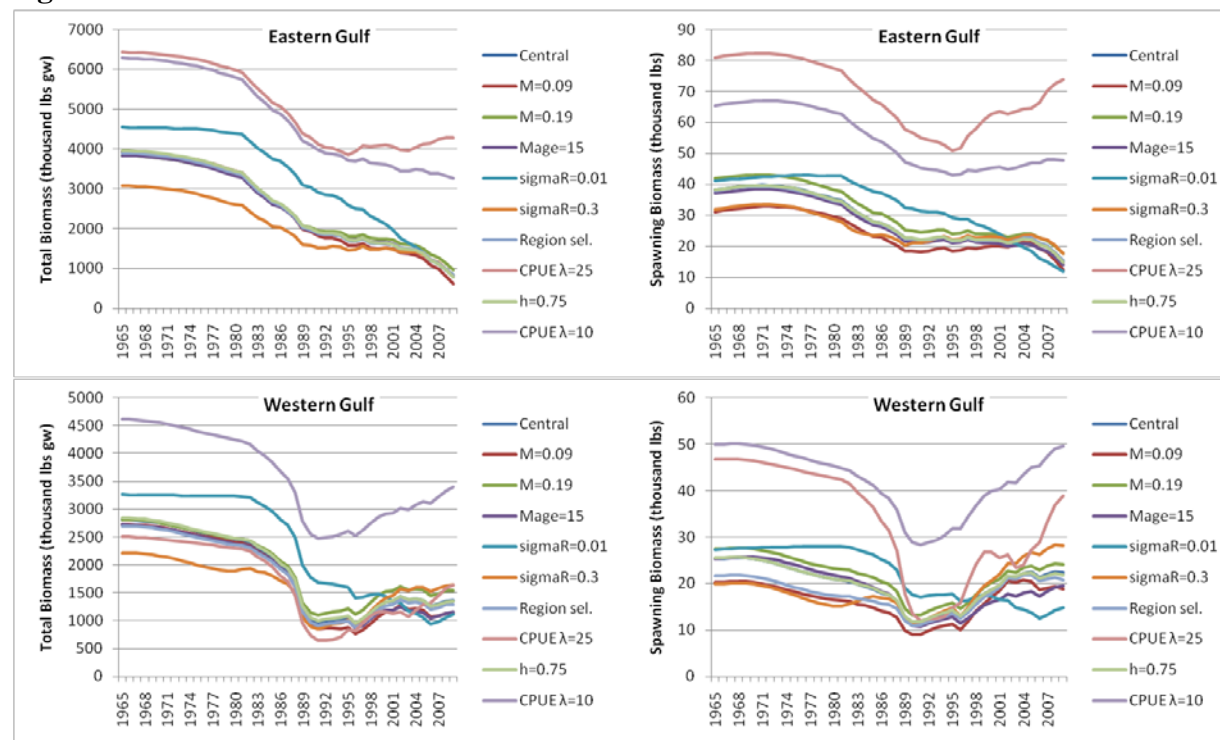 Eastern Gulf
Total Biomass (thousand lbs gw)
7000
6000
5000
4000
3000
2000
1000
0
1965 1968 1971 1974 1977 1980 1983 1986 1989 1992 1995 1998 2001 2004 2007
Central
M=0.09
M=0.19
Mage=15
sigmaR=0.01
sigmaR=0.3
Region sel.
CPUE λ=25
h=0.75
CPUE λ=10
Eastern Gulf
Spawning Biomass (thousand lbs)
90
80
70
60
50
40
30
20
10
0
1965 1968 1971 1974 1977 1980 1983 1986 1989 1992 1995 1998 2001 2004 2007
Central
M=0.09
M=0.19
Mage=15
sigmaR=0.01
sigmaR=0.3
Region sel.
CPUE λ=25
h=0.75
CPUE λ=10
Western Gulf
Total Biomass (thousand lbs gw)
5000
4500
4000
3500
3000
2500
2000
1500
1000
500
0
1965 1968 1971 1974 1977 1980 1983 1986 1989 1992 1995 1998 2001 2004 2007
Central
M=0.09
M=0.19
Mage=15
sigmaR=0.01
sigmaR=0.3
Region sel.
CPUE λ=25
h=0.75
CPUE λ=10
Western Gulf
Spawning Biomass (thousand lbs)
60
50
40
30
20
10
0
1965 1968 1971 1974 1977 1980 1983 1986 1989 1992 1995 1998 2001 2004 2007
Central
M=0.09
M=0.19
Mage=15
sigmaR=0.01
sigmaR=0.3
Region sel.
CPUE λ=25
h=0.75
CPUE λ=10